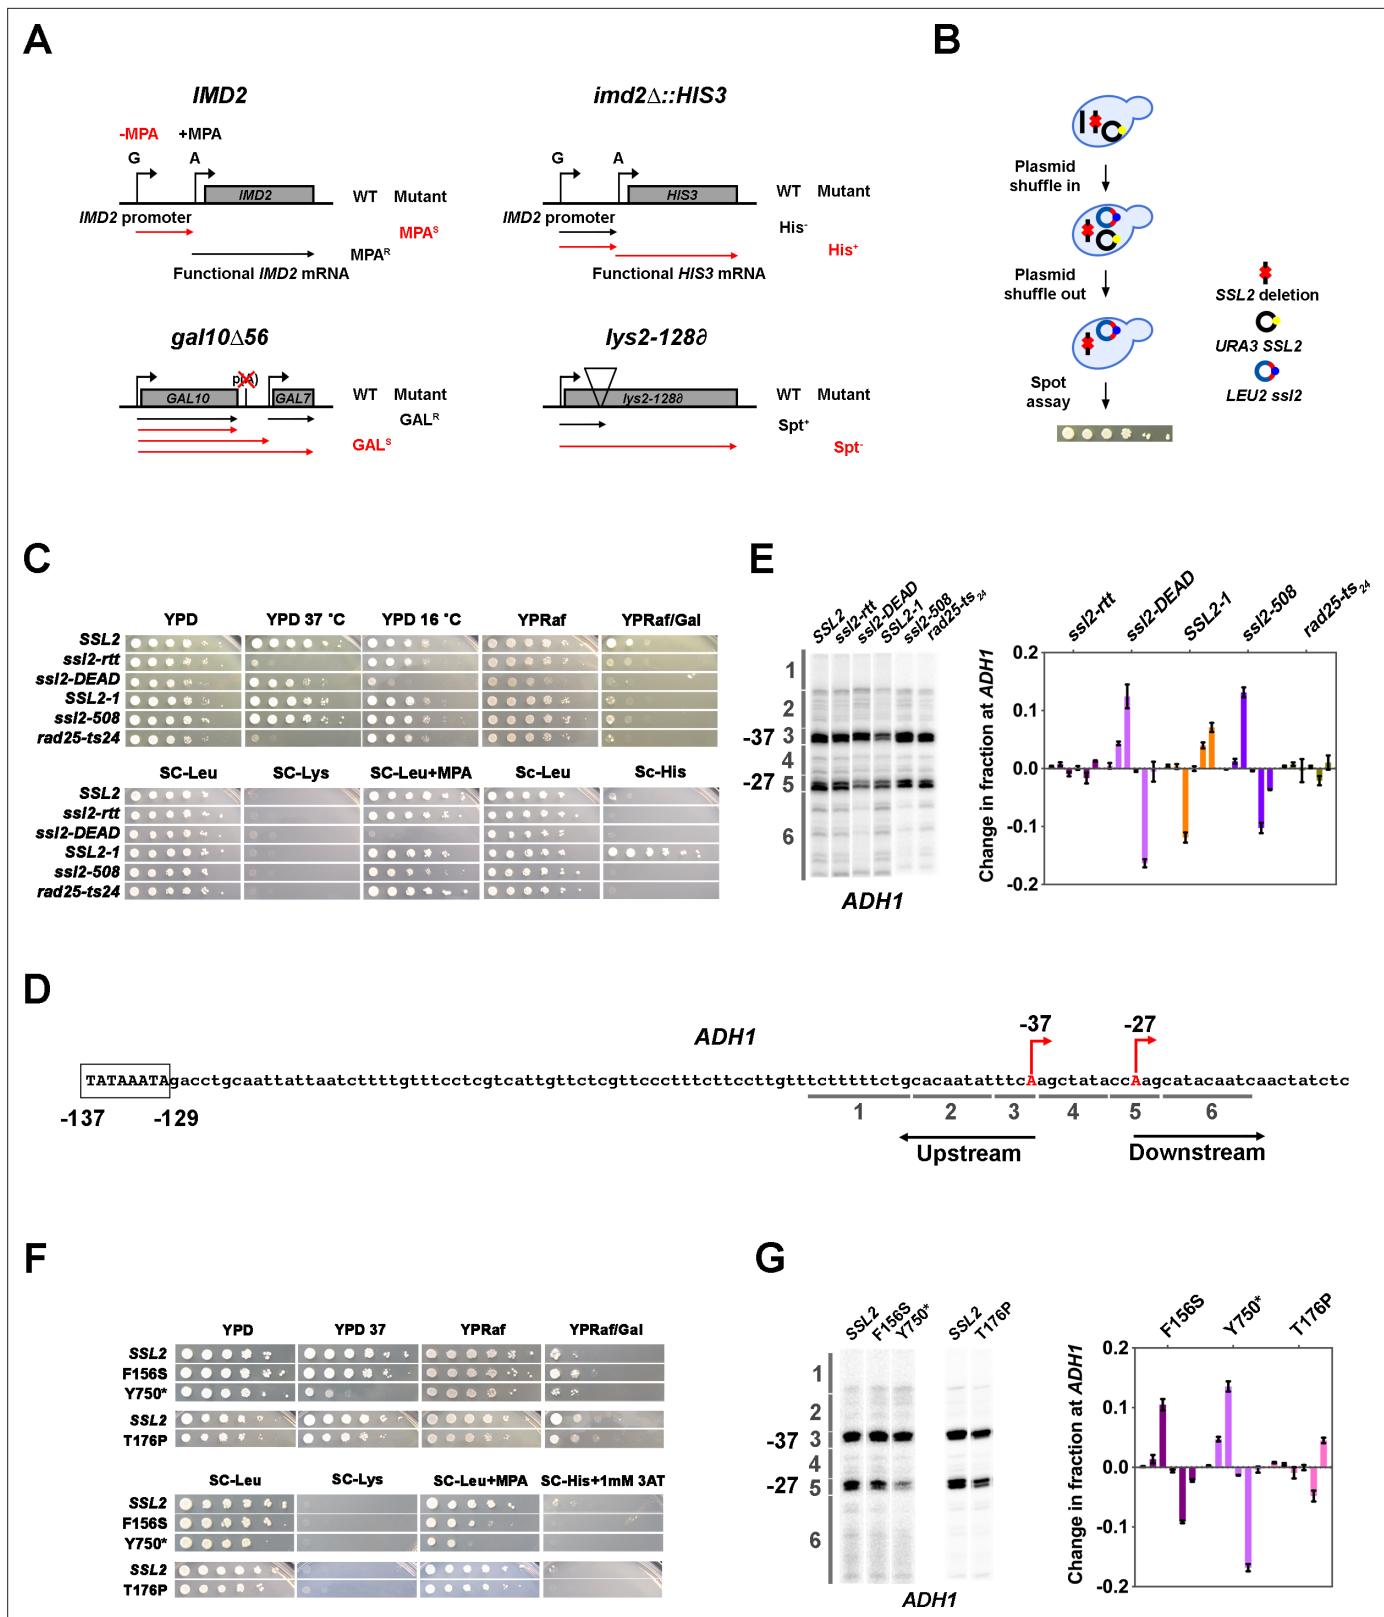 A
IMD2
-MPA +MPA
G A
IMD2
WT Mutant
IMD2 promoter
MPAS
MPAR
Functional IMD2 mRNA
imd2Δ::HIS3
G A
HIS3
WT Mutant
IMD2 promoter
His-
His+
Functional HIS3 mRNA
gal10Δ56
p(A)
GAL10 GAL7
WT Mutant
GALR
GALS
lys2-128∂
lys2-128∂
WT Mutant
Spt+
Spt-
B
Plasmid
shuffle in
Plasmid
shuffle out
Spot
assay
SSL2 deletion
URA3 SSL2
LEU2 ssl2
C
YPD YPD 37 °C YPD 16 °C YPRaf YPRaf/Gal
SSL2
ssl2-rtt
ssl2-DEAD
SSL2-1
ssl2-508
rad25-ts24
SC-Leu SC-Lys SC-Leu+MPA Sc-Leu Sc-His
SSL2
ssl2-rtt
ssl2-DEAD
SSL2-1
ssl2-508
rad25-ts24
E
SSL2 ssl2-rtt ssl2-DEAD SSL2-1 ssl2-508 rad25-ts24
1
2
-37 3
4
-27 5
6
ADH1
ssl2-rtt ssl2-DEAD SSL2-1 ssl2-508 rad25-ts24
Change in fraction at ADH1
0.2
0.1
0.0
-0.1
-0.2
D
ADH1
-37 -27
TATAAATAgacctgcaattattaatcttttgtttcctcgtcattgttctcgttccctttcttccttgtttctttttctgcacaatatttcAagctataccAagcatacaatcaactatctc
-137 -129
1 2 3 4 5 6
Upstream Downstream
F
YPD YPD 37 YPRaf YPRaf/Gal
SSL2
F156S
Y750*
SSL2
T176P
SC-Leu SC-Lys SC-Leu+MPA SC-His+1mM 3AT
SSL2
F156S
Y750*
SSL2
T176P
G
SSL2 F156S Y750* SSL2 T176P
1
2
-37 3
4
-27 5
6
ADH1
F156S Y750* T176P
Change in fraction at ADH1
0.2
0.1
0.0
-0.1
-0.2